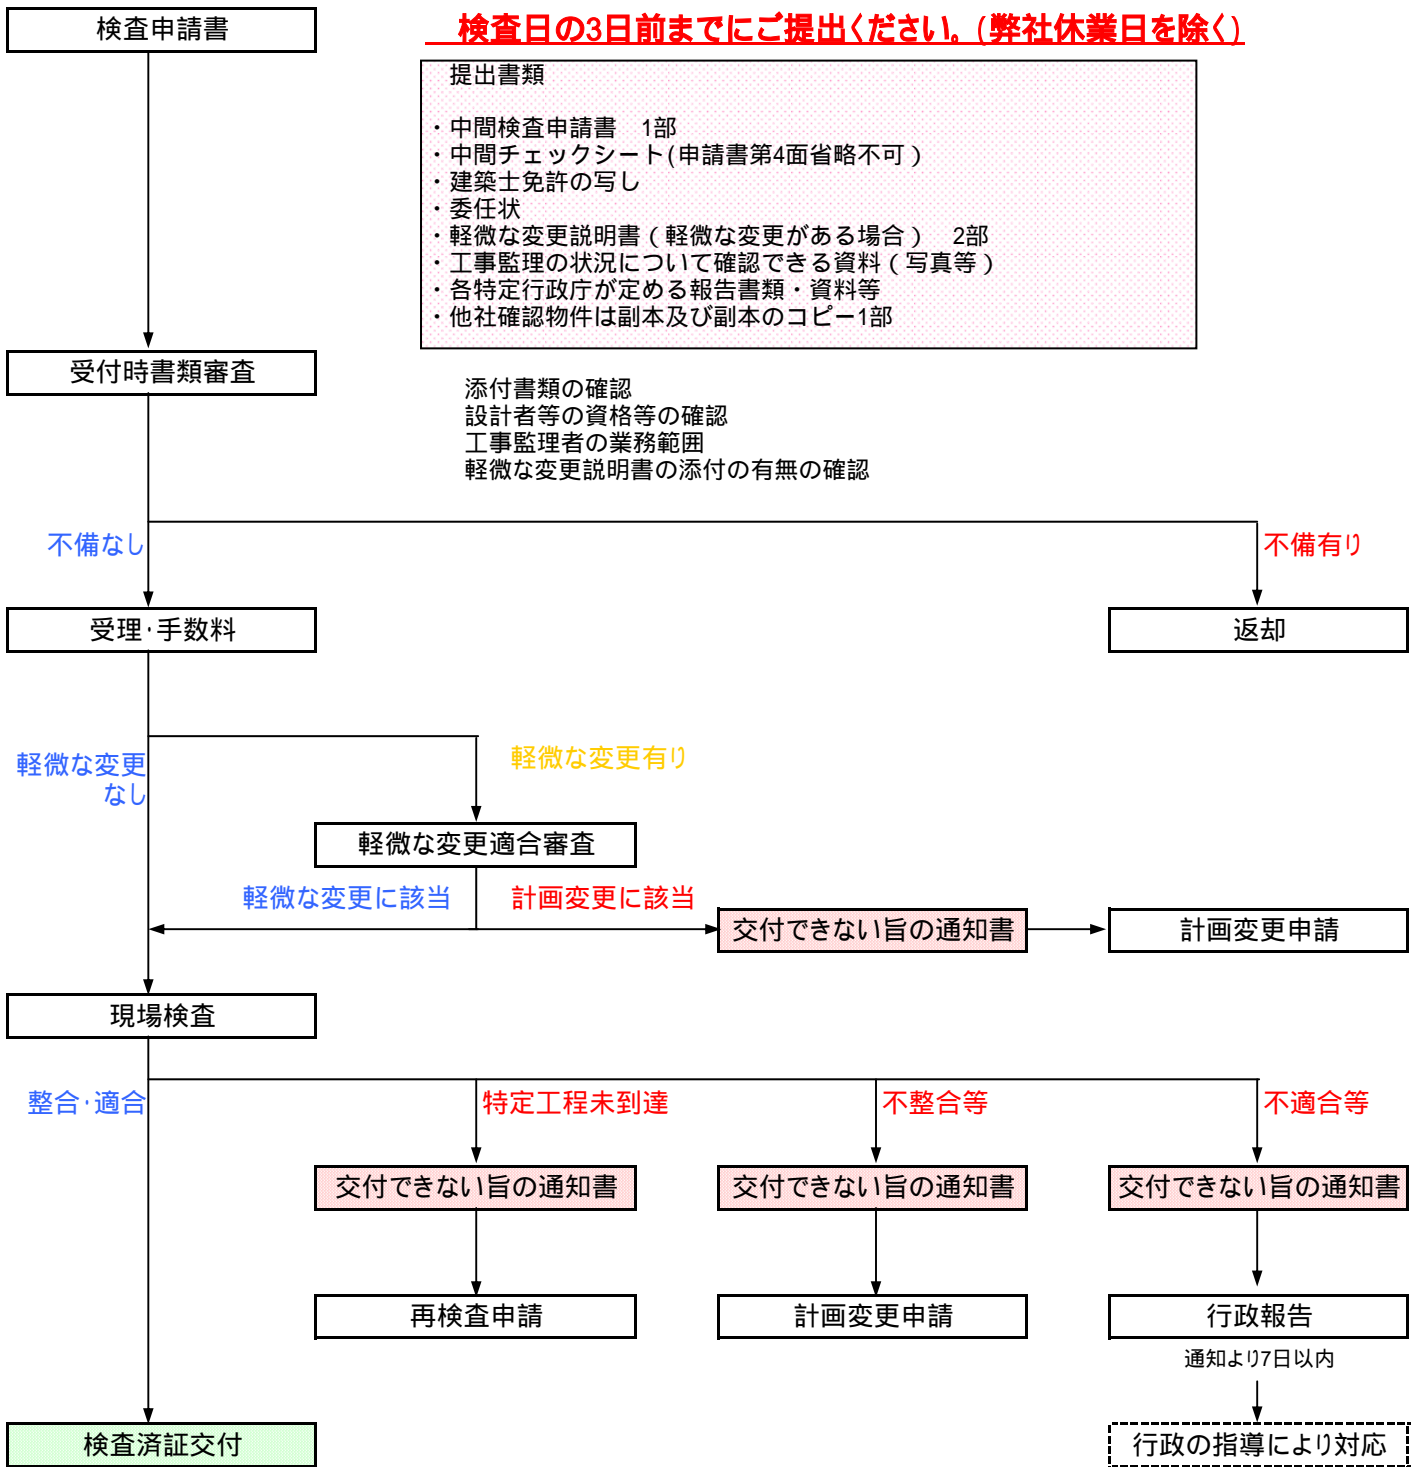 検査申請書
検査日の3日前までにご提出ください。(弊社休業日を除く)
提出書類
・中間検査申請書　1部
・中間チェックシート(申請書第4面省略不可)
・建築士免許の写し
・委任状
・軽微な変更説明書(軽微な変更がある場合)　2部
・工事監理の状況について確認できる資料(写真等)
・各特定行政庁が定める報告書類・資料等
・他社確認物件は副本及び副本のコピー1部
受付時書類審査
添付書類の確認
設計者等の資格等の確認
工事監理者の業務範囲
軽微な変更説明書の添付の有無の確認
不備なし
不備有り
受理・手数料
返却
軽微な変更
なし
軽微な変更有り
軽微な変更適合審査
軽微な変更に該当
計画変更に該当
交付できない旨の通知書
計画変更申請
現場検査
整合・適合
特定工程未到達
不整合等
不適合等
交付できない旨の通知書
交付できない旨の通知書
交付できない旨の通知書
再検査申請
計画変更申請
行政報告
通知より7日以内
検査済証交付
行政の指導により対応